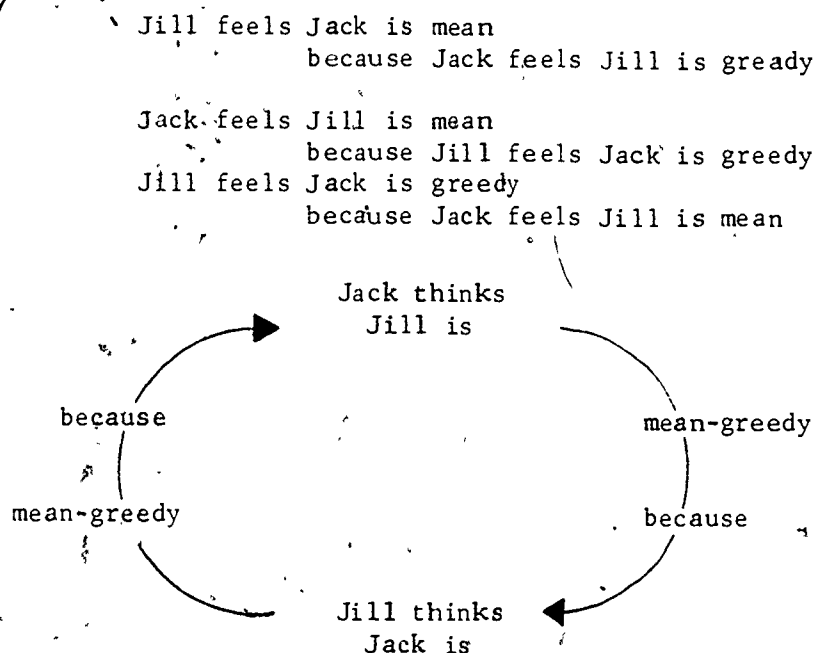 Jill feels Jack is mean
because Jack feels Jill is gready
Jack feels Jill is mean
because Jill feels Jack is greedy
Jill feels Jack is greedy
because Jack feels Jill is mean
Jack thinks
Jill is
because
mean-greedy
mean-greedy
because
Jill thinks
Jack is